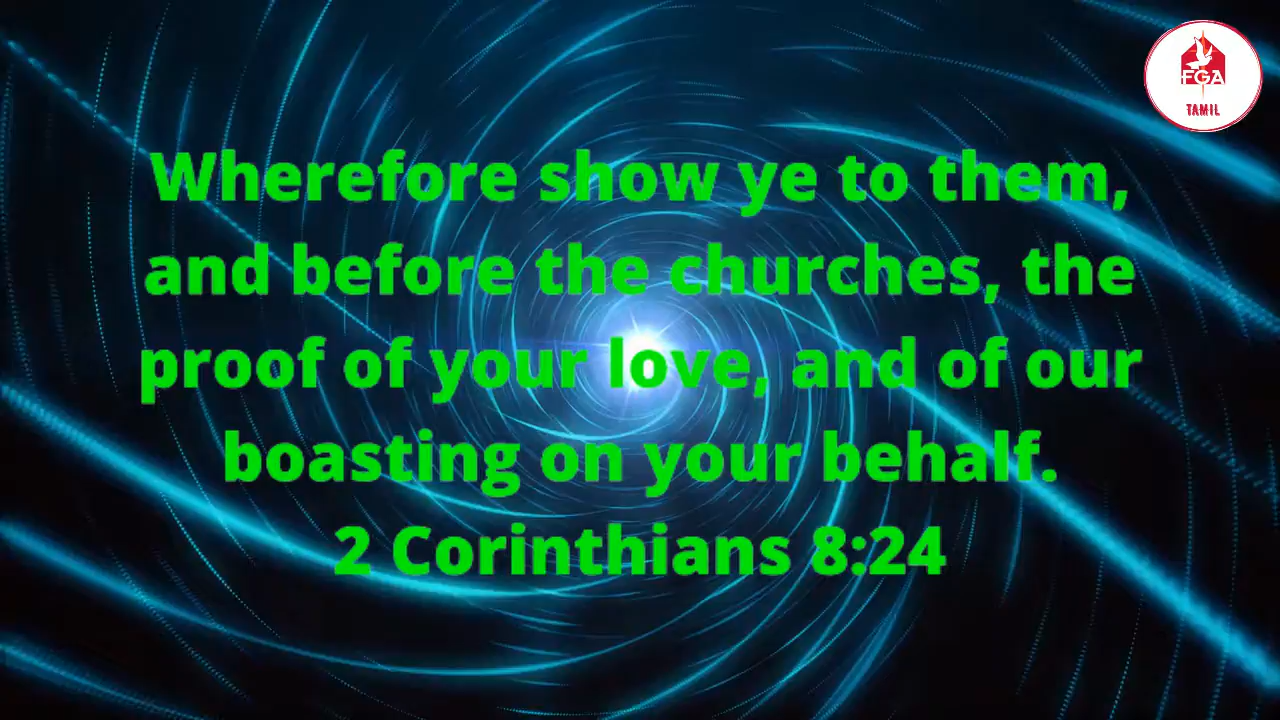 FGA
TAMIL
Wherefore show ye to them,
and before the churches, the
proof of your love, and of our
boasting on your behalf.
2 Corinthians 8:24